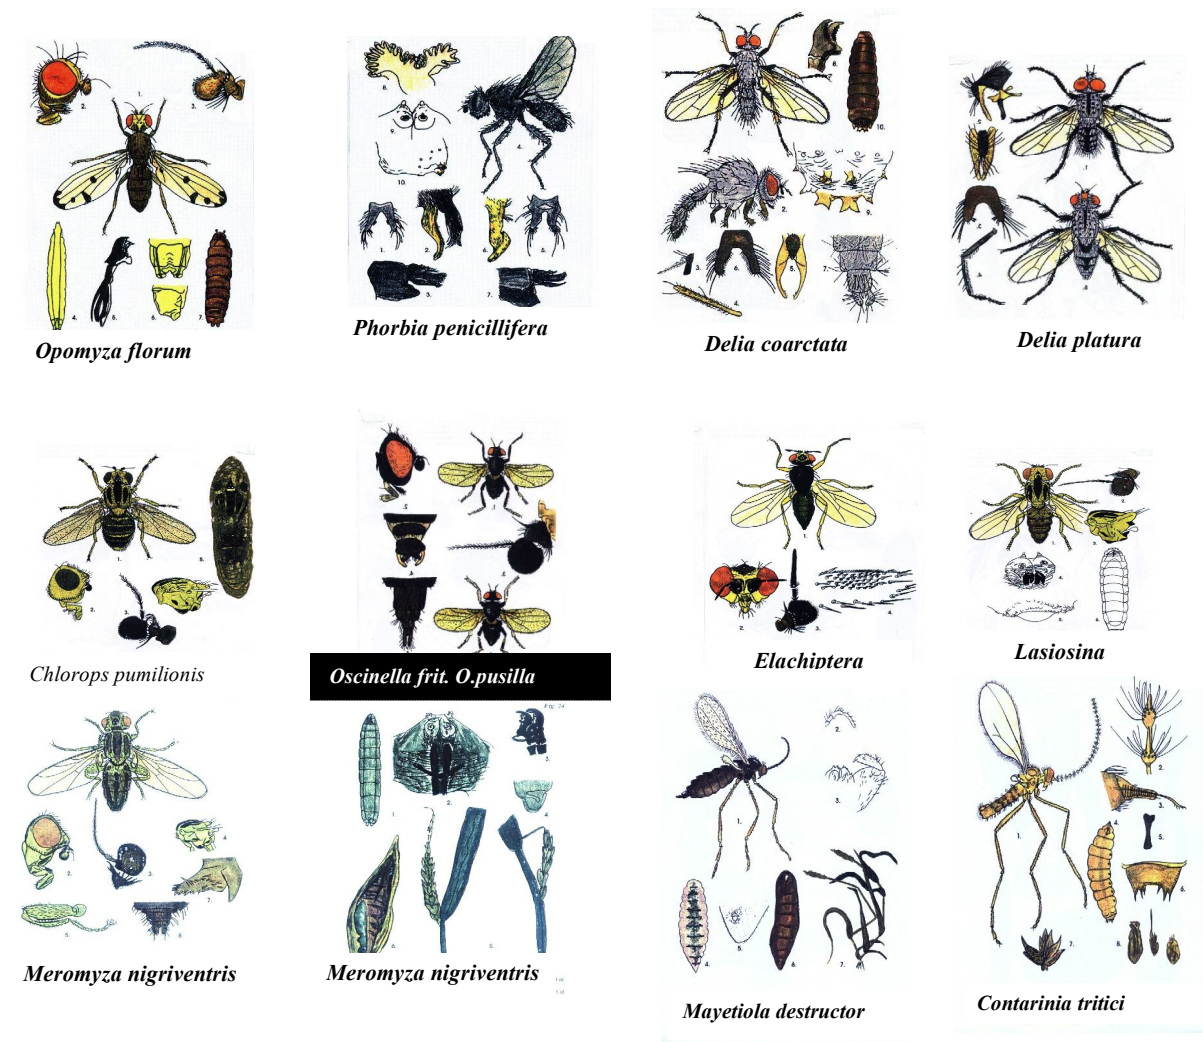 Opomyza florum
Phorbia penicillifera
Delia coarctata
Delia platura
Chlorops pumilionis
Oscinella frit. O.pusilla
Elachiptera
Lasiosina
Meromyza nigriventris
Meromyza nigriventris
Mayetiola destructor
Contarinia tritici